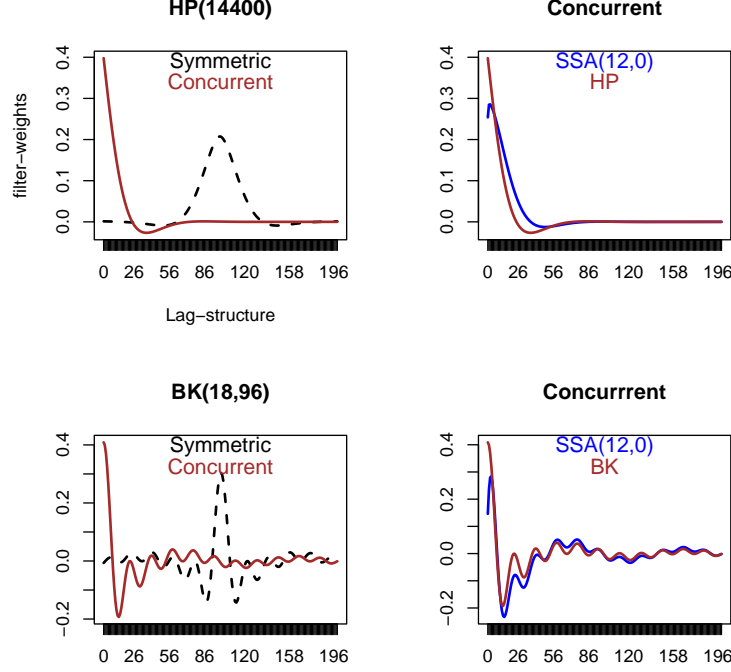 HP(14400)
Concurrent
filter−weights
0.0 0.1 0.2 0.3 0.4
Symmetric
Concurrent
0 26 56 86 120 158 196
Lag−structure
0.0 0.1 0.2 0.3 0.4
SSA(12,0)
HP
0 26 56 86 120 158 196
BK(18,96)
Concurrrent
−0.2 0.0 0.2 0.4
Symmetric
Concurrent
0 26 56 86 120 158 196
−0.2 0.0 0.2 0.4
SSA(12,0)
BK
0 26 56 86 120 158 196